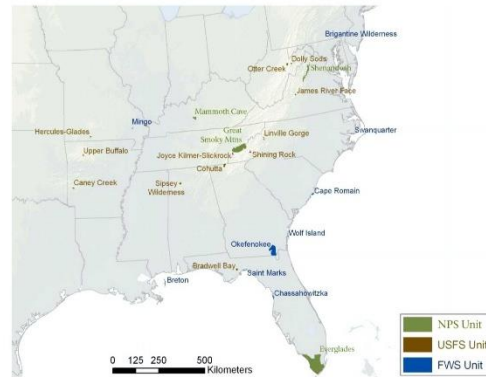 Brigantine Wilderness
Dolly Sods
Otter Creek
Shenandoah
James River Face
Mammoth Cave
Mingo
Hercules-Glades
Great
Smoky Mtns
Linville Gorge
Swanquarter
Upper Buffalo
Joyce Kilmer-Slickrock
Shining Rock
Cohutta
Caney Creek
Sipsey
Wilderness
Cape Romain
Wolf Island
Okefenokee
Bradwell Bay
Saint Marks
Breton
Chassahowitzka
Everglades
0 125 250 500
Kilometers
NPS Unit
USFS Unit
FWS Unit